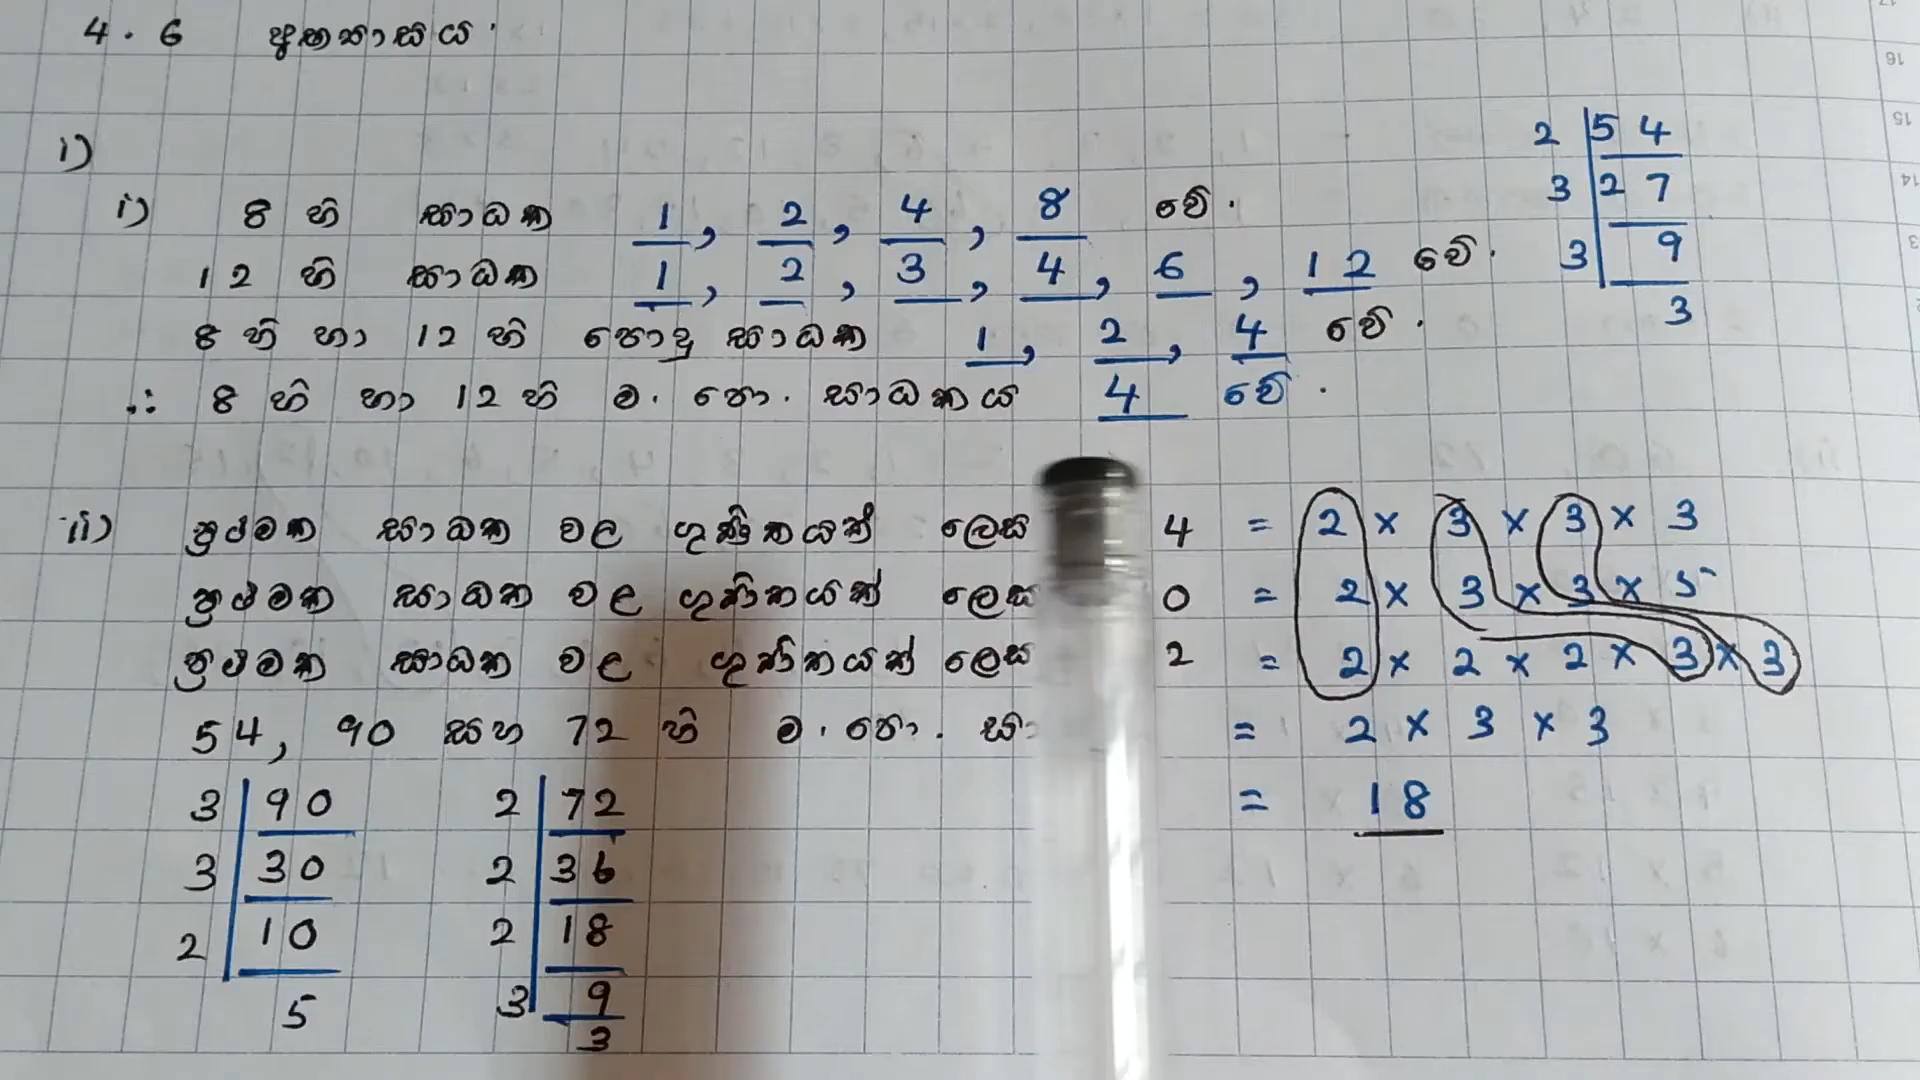 4.6 අභ්‍යාසය.
1)
i) 8 හි සාධක 1, 2, 4, 8 වේ.
12 හි සාධක 1, 2, 3, 4, 6, 12 වේ.
8 හි හා 12 හි පොදු සාධක 1, 2, 4 වේ.
∴ 8 හි හා 12 හි ම. පො. සාධකය 4 වේ.
2 | 54
3 | 27
3 | 9
3
ii) ප්‍රථමක සාධක වල ගුණිතයක් ලෙස 4 = 2 × 3 × 3 × 3
ප්‍රථමක සාධක වල ගුණිතයක් ලෙස 0 = 2 × 3 × 3 × 5
ප්‍රථමක සාධක වල ගුණිතයක් ලෙස 2 = 2 × 2 × 2 × 3 × 3
54, 90 සහ 72 හි ම. පො. සා = 2 × 3 × 3
= 18
3 | 90
3 | 30
2 | 10
5
2 | 72
2 | 36
2 | 18
3 | 9
3